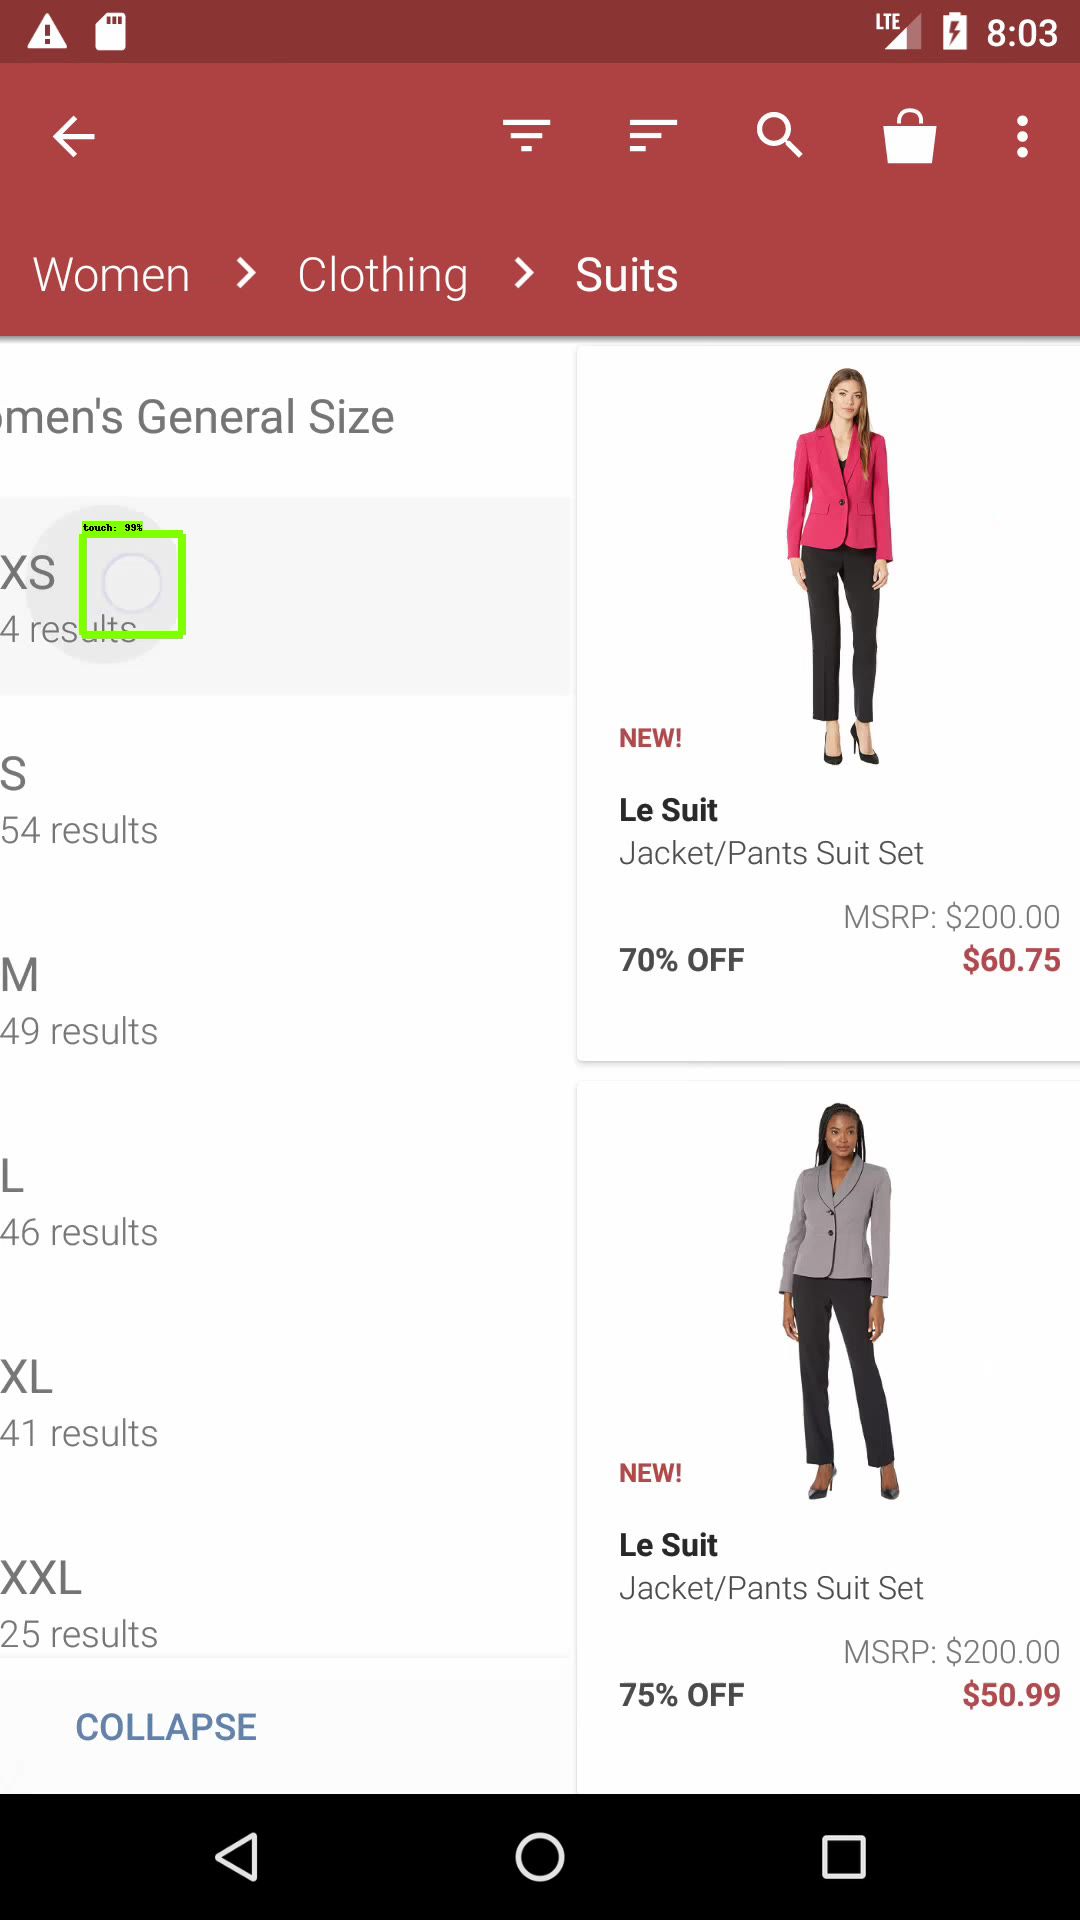 LTE 8:03
Women > Clothing > Suits
omen's General Size
touch: 99%
XS
4 results
S
54 results
M
49 results
L
46 results
XL
41 results
XXL
25 results
COLLAPSE
NEW!
Le Suit
Jacket/Pants Suit Set
MSRP: $200.00
70% OFF $60.75
NEW!
Le Suit
Jacket/Pants Suit Set
MSRP: $200.00
75% OFF $50.99